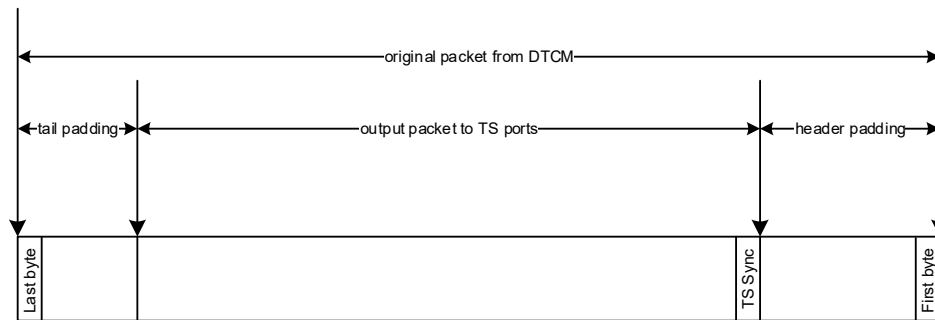 original packet from DTCM
tail padding
output packet to TS ports
header padding
Last byte
TS Sync
First byte